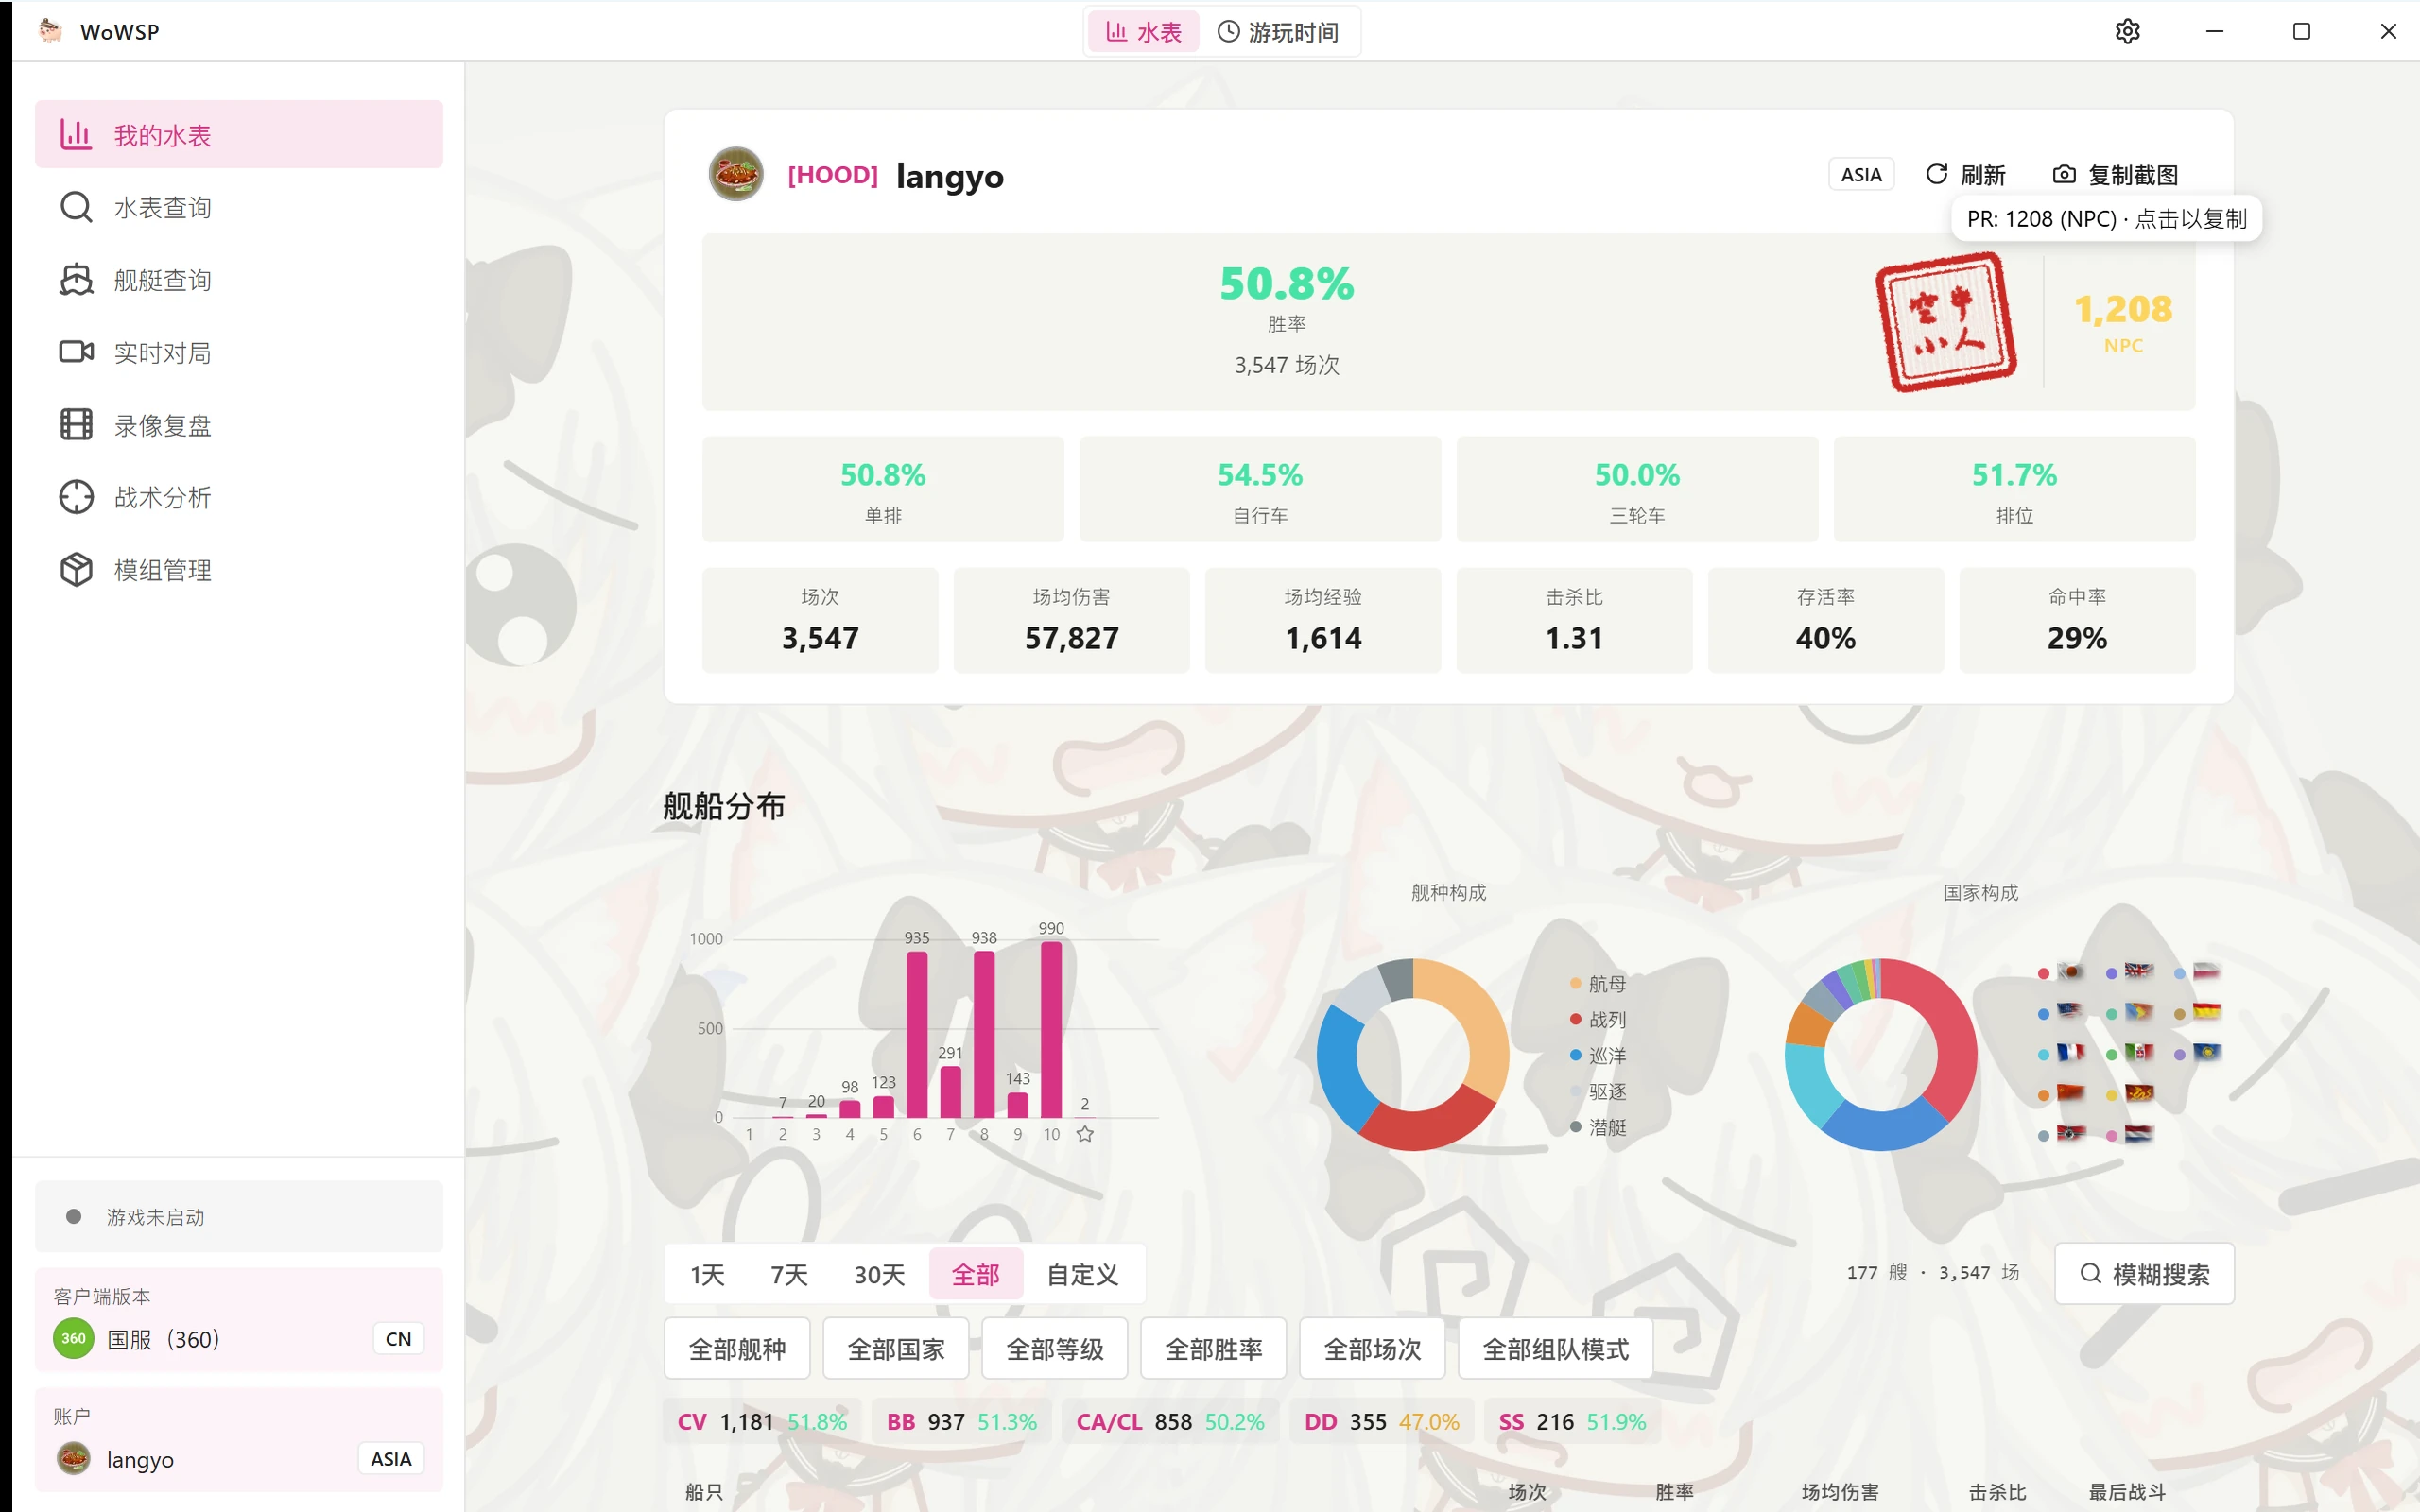 WoWSP
水表
游玩时间
我的水表
水表查询
舰艇查询
实时对局
录像复盘
战术分析
模组管理
游戏未启动
客户端版本
360 国服（360） CN
账户
langyo ASIA
[HOOD] langyo
ASIA 刷新 复制截图
PR: 1208 (NPC) · 点击以复制
50.8%
胜率
3,547 场次
空牛
小人
1,208
NPC
50.8% 54.5% 50.0% 51.7%
单排 自行车 三轮车 排位
场次 场均伤害 场均经验 击杀比 存活率 命中率
3,547 57,827 1,614 1.31 40% 29%
舰船分布
1000
500
0
7 20 98 123 935 291 938 143 990 2
1 2 3 4 5 6 7 8 9 10
舰种构成
航母
战列
巡洋
驱逐
潜艇
国家构成
1天 7天 30天 全部 自定义
177 艘 · 3,547 场
模糊搜索
全部舰种 全部国家 全部等级 全部胜率 全部场次 全部组队模式
CV 1,181 51.8% BB 937 51.3% CA/CL 858 50.2% DD 355 47.0% SS 216 51.9%
船只 场次 胜率 场均伤害 击杀比 最后战斗